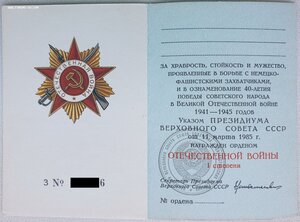 ОТЕЧЕСТВЕННАЯ ВОЙНА
З № 6
ЗА ХРАБРОСТЬ, СТОЙКОСТЬ И МУЖЕСТВО,
ПРОЯВЛЕННЫЕ В БОРЬБЕ С НЕМЕЦКО-
ФАШИСТСКИМИ ЗАХВАТЧИКАМИ,
И В ОЗНАМЕНОВАНИЕ 40-ЛЕТИЯ
ПОБЕДЫ СОВЕТСКОГО НАРОДА
В ВЕЛИКОЙ ОТЕЧЕСТВЕННОЙ ВОЙНЕ
1941—1945 ГОДОВ
УКАЗОМ ПРЕЗИДИУМА
ВЕРХОВНОГО СОВЕТА СССР
от 11 марта 1985 г.
НАГРАЖДЕН ОРДЕНОМ
ОТЕЧЕСТВЕННОЙ ВОЙНЫ
I степени
Секретарь Президиума
Верховного Совета СССР
№ ордена